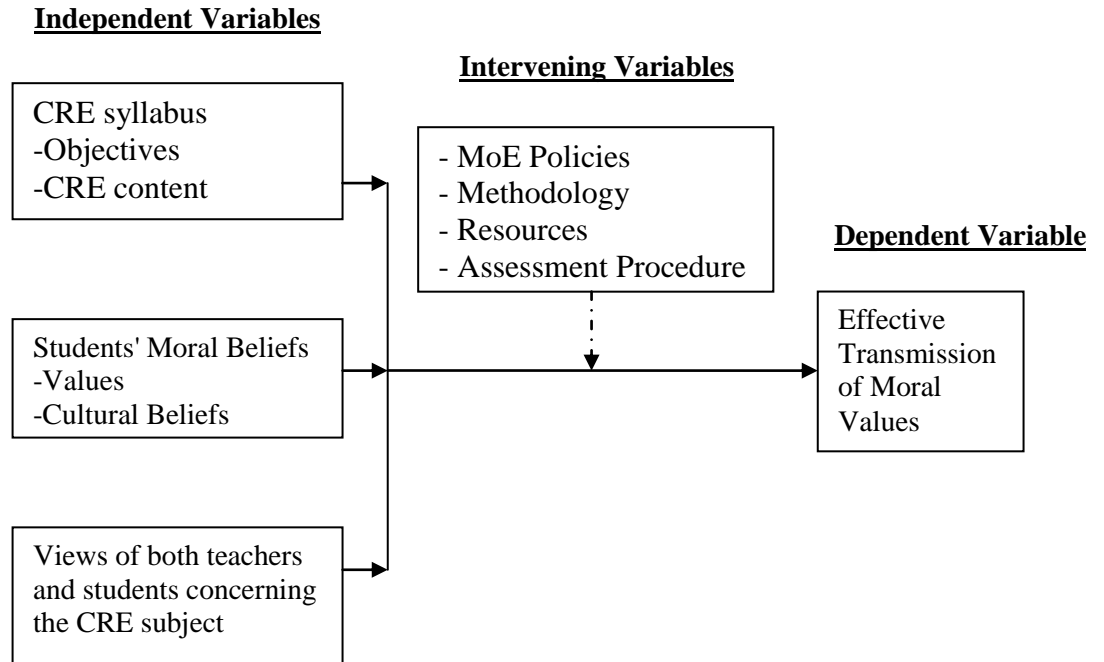 Independent Variables
CRE syllabus
-Objectives
-CRE content
Students' Moral Beliefs
-Values
-Cultural Beliefs
Views of both teachers
and students concerning
the CRE subject
Intervening Variables
- MoE Policies
- Methodology
- Resources
- Assessment Procedure
Dependent Variable
Effective
Transmission
of Moral
Values